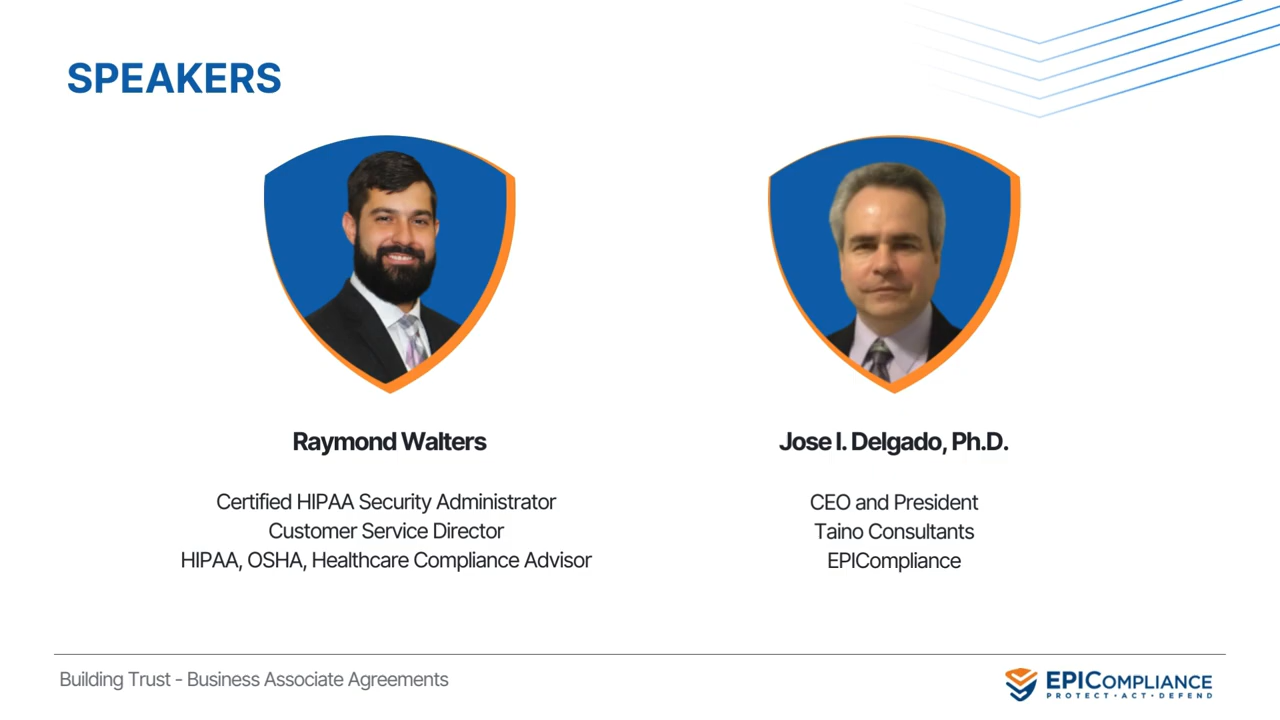 SPEAKERS
Raymond Walters
Certified HIPAA Security Administrator
Customer Service Director
HIPAA, OSHA, Healthcare Compliance Advisor
Jose I. Delgado, Ph.D.
CEO and President
Taino Consultants
EPICompliance
Building Trust - Business Associate Agreements
EPICOMPLIANCE
PROTECT • ACT • DEFEND